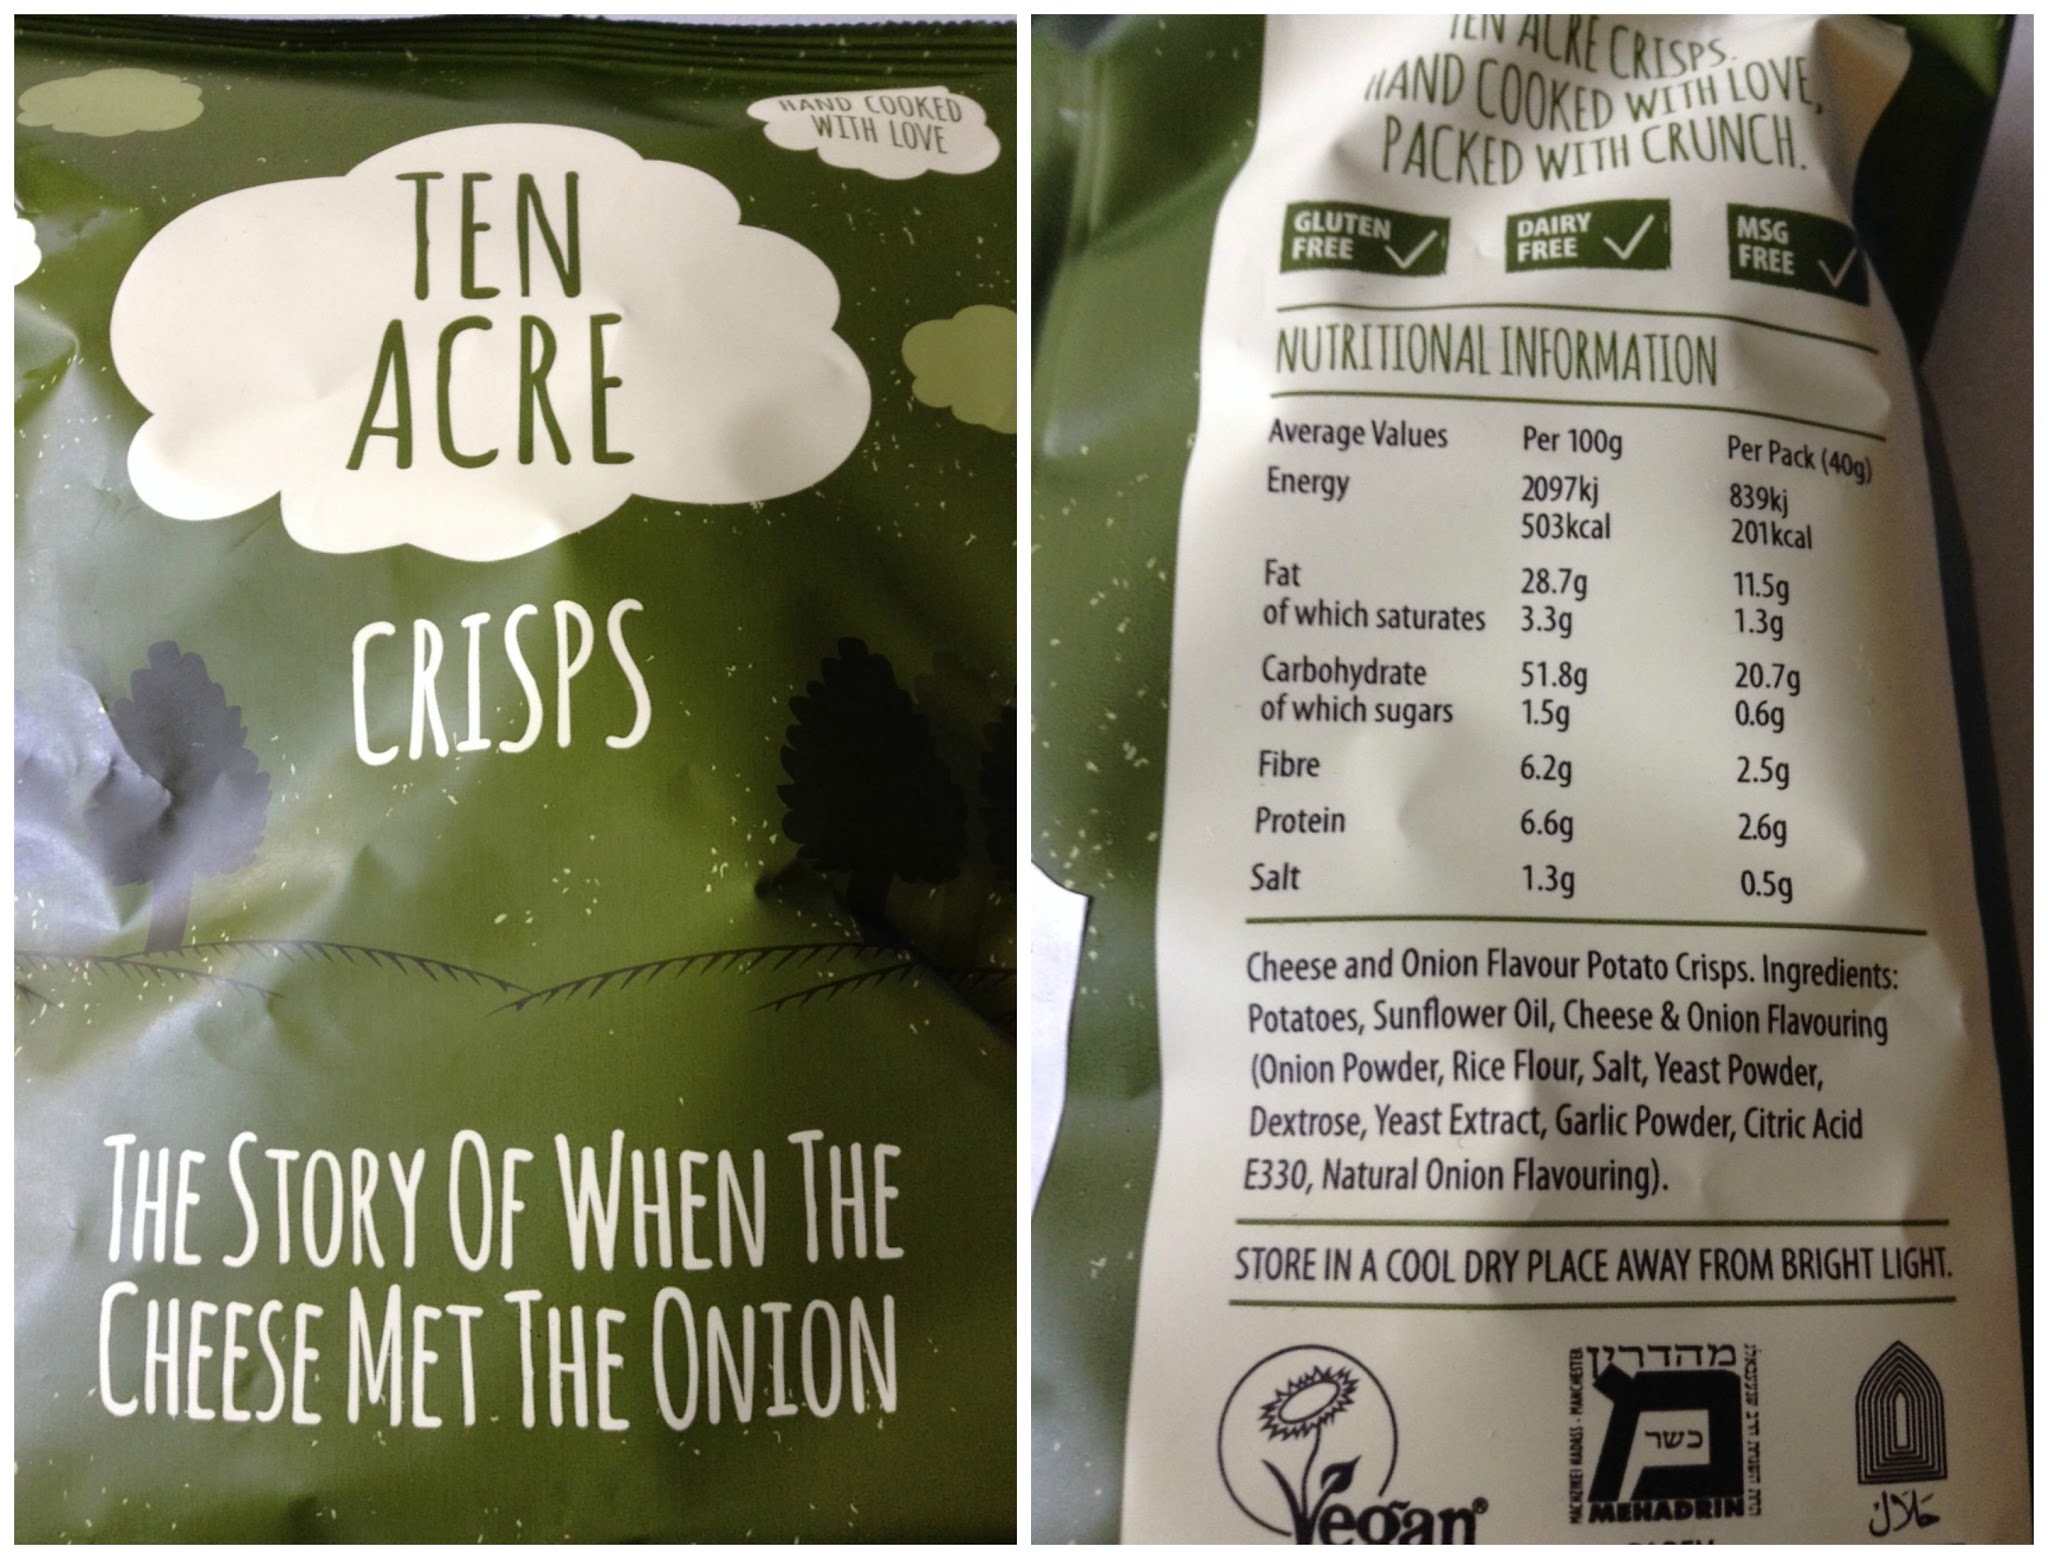 HAND COOKED
WITH LOVE
TEN
ACRE
CRISPS
THE STORY OF WHEN THE
CHEESE MET THE ONION
TEN ACRE CRISPS.
HAND COOKED WITH LOVE,
PACKED WITH CRUNCH.
GLUTEN FREE
DAIRY FREE
MSG FREE
NUTRITIONAL INFORMATION
Average Values Per 100g Per Pack (40g)
Energy 2097kj 839kj
503kcal 201kcal
Fat 28.7g 11.5g
of which saturates 3.3g 1.3g
Carbohydrate 51.8g 20.7g
of which sugars 1.5g 0.6g
Fibre 6.2g 2.5g
Protein 6.6g 2.6g
Salt 1.3g 0.5g
Cheese and Onion Flavour Potato Crisps. Ingredients:
Potatoes, Sunflower Oil, Cheese & Onion Flavouring
(Onion Powder, Rice Flour, Salt, Yeast Powder,
Dextrose, Yeast Extract, Garlic Powder, Citric Acid
E330, Natural Onion Flavouring).
STORE IN A COOL DRY PLACE AWAY FROM BRIGHT LIGHT.
Vegan®
מהדרין
MACHZIKEI HADASS - MANCHESTER
כשר
MEHADRIN
حلال